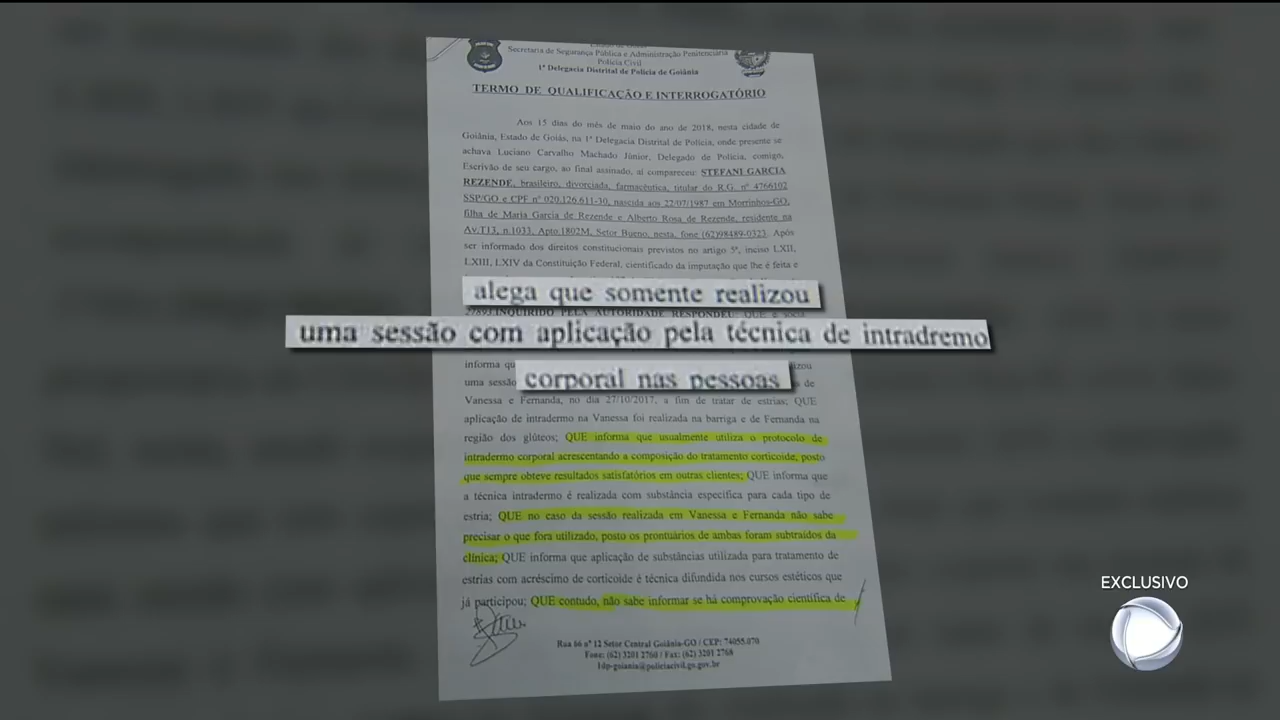 Secretaria de Segurança Pública e Administração Penitenciária
Polícia Civil
1ª Delegacia Distrital de Polícia de Goiânia
TERMO DE QUALIFICAÇÃO E INTERROGATÓRIO
Aos 15 dias do mês de maio do ano de 2018, nesta cidade de
Goiânia, Estado de Goiás, na 1ª Delegacia Distrital de Polícia, onde presente se
achava Luciano Carvalho Machado Júnior, Delegado de Polícia, comigo,
Escrivão de seu cargo, ao final assinado, aí compareceu: STEFANI GARCIA
REZENDE, brasileiro, divorciada, farmacêutica, titular do R.G. nº 4766102
SSP/GO e CPF nº 020.126.611-30, nascida aos 22/07/1987 em Morrinhos-GO,
filha de Maria Garcia de Rezende e Alberto Rosa de Rezende, residente na
Av.T13, n.1033, Apto.1802M, Setor Bueno, nesta, fone (62)98489-0323. Após
ser informado dos direitos constitucionais previstos no artigo 5º, inciso LXII,
LXIII, LXIV da Constituição Federal, cientificado da imputação que lhe é feita e
alega que somente realizou
INQUIRIDO PELA AUTORIDADE RESPONDEU: QUE
uma sessão com aplicação pela técnica de intradremo
informa
corporal nas pessoas
uma sessão de
Vanessa e Fernanda, no dia 27/10/2017, a fim de tratar de estrias; QUE
aplicação de intradermo na Vanessa foi realizada na barriga e de Fernanda na
região dos glúteos; QUE informa que usualmente utiliza o protocolo de
intradermo corporal acrescentando a composição do tratamento corticoide, posto
que sempre obteve resultados satisfatórios em outras clientes; QUE informa que
a técnica intradermo é realizada com substância específica para cada tipo de
estria; QUE no caso da sessão realizada em Vanessa e Fernanda não sabe
precisar o que fora utilizado, posto os prontuários de ambas foram subtraídos da
clínica; QUE informa que aplicação de substâncias utilizada para tratamento de
estrias com acréscimo de corticoide é técnica difundida nos cursos estéticos que
já participou; QUE contudo, não sabe informar se há comprovação científica de
Rua 66 nº 12 Setor Central Goiânia-GO / CEP: 74055.070
Fone: (62) 3201 2760 / Fax: (62) 3201 2768
1dp-goiania@policiacivil.go.gov.br
EXCLUSIVO